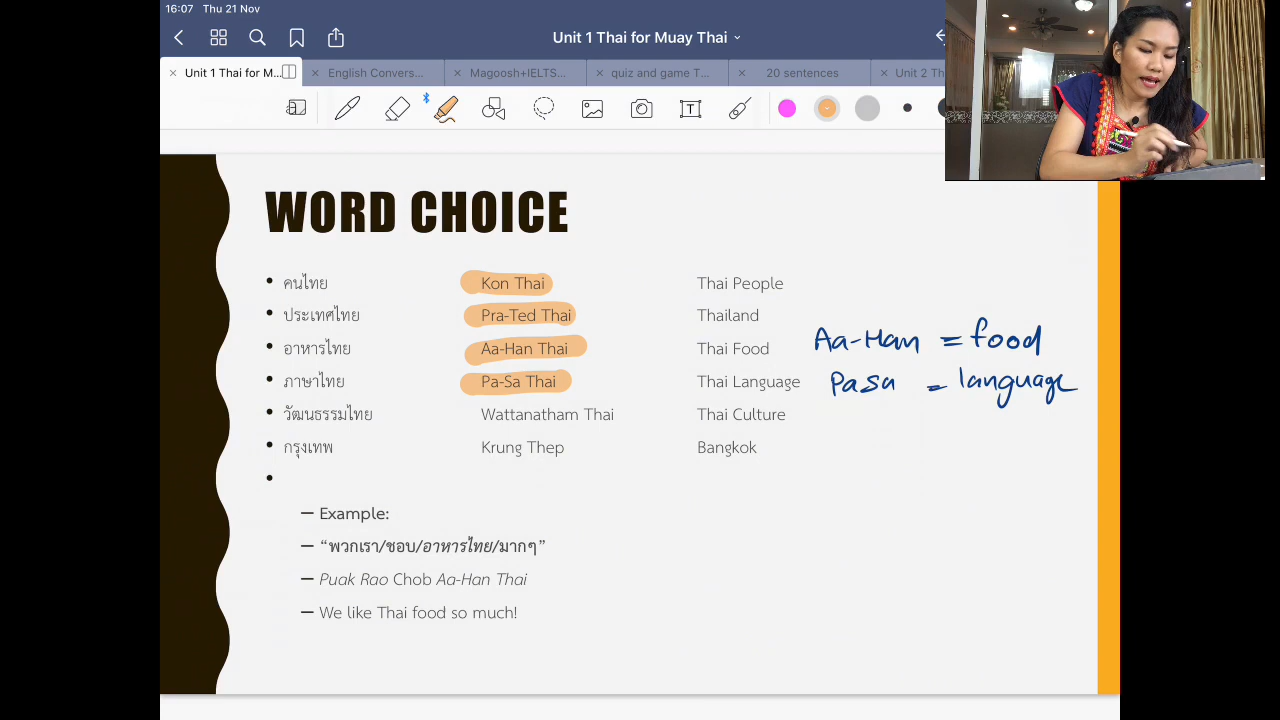 16:07 Thu 21 Nov
Unit 1 Thai for Muay Thai
Unit 1 Thai for M... English Convers... Magoosh+IELTS... quiz and game T... 20 sentences Unit 2 Th
WORD CHOICE
• คนไทย Kon Thai Thai People
• ประเทศไทย Pra-Ted Thai Thailand
• อาหารไทย Aa-Han Thai Thai Food Aa-Han = food
• ภาษาไทย Pa-Sa Thai Thai Language Pasa = language
• วัฒนธรรมไทย Wattanatham Thai Thai Culture
• กรุงเทพ Krung Thep Bangkok
•
– Example:
– “พวกเรา/ชอบ/อาหารไทย/มากๆ”
– Puak Rao Chob Aa-Han Thai
– We like Thai food so much!